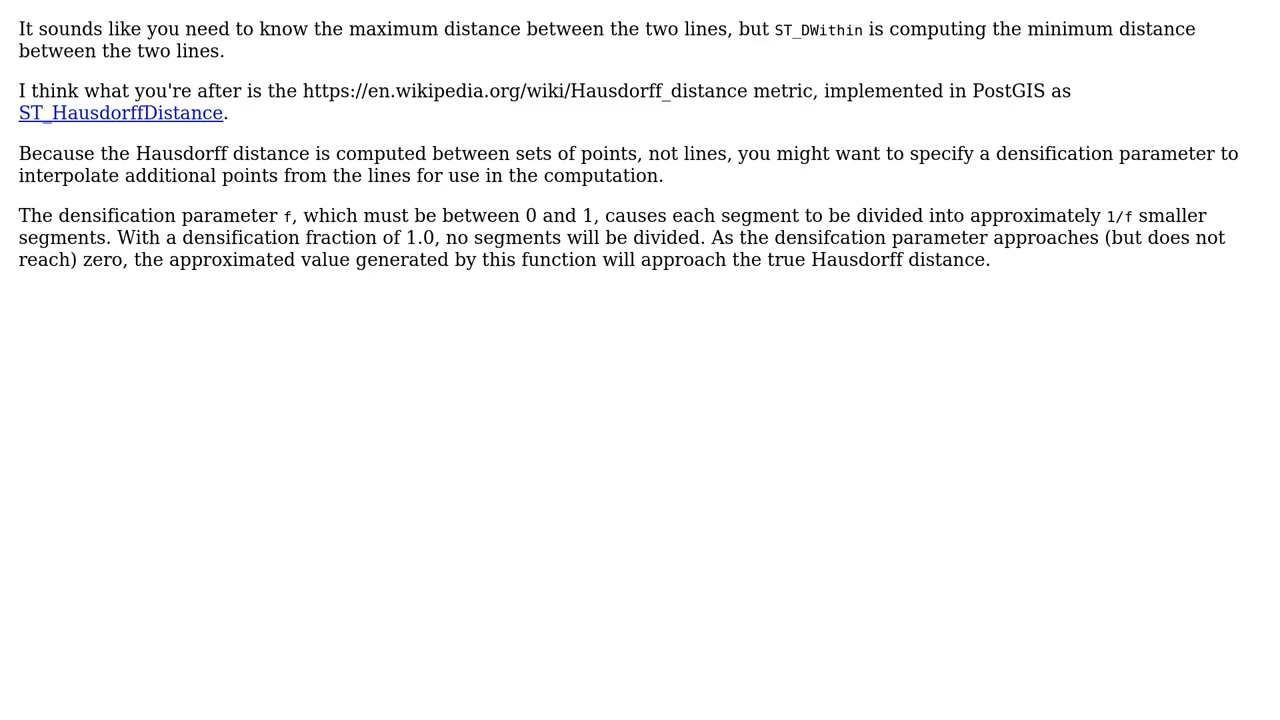 It sounds like you need to know the maximum distance between the two lines, but ST_DWithin is computing the minimum distance
between the two lines.
I think what you're after is the https://en.wikipedia.org/wiki/Hausdorff_distance metric, implemented in PostGIS as
ST_HausdorffDistance.
Because the Hausdorff distance is computed between sets of points, not lines, you might want to specify a densification parameter to
interpolate additional points from the lines for use in the computation.
The densification parameter f, which must be between 0 and 1, causes each segment to be divided into approximately 1/f smaller
segments. With a densification fraction of 1.0, no segments will be divided. As the densifcation parameter approaches (but does not
reach) zero, the approximated value generated by this function will approach the true Hausdorff distance.